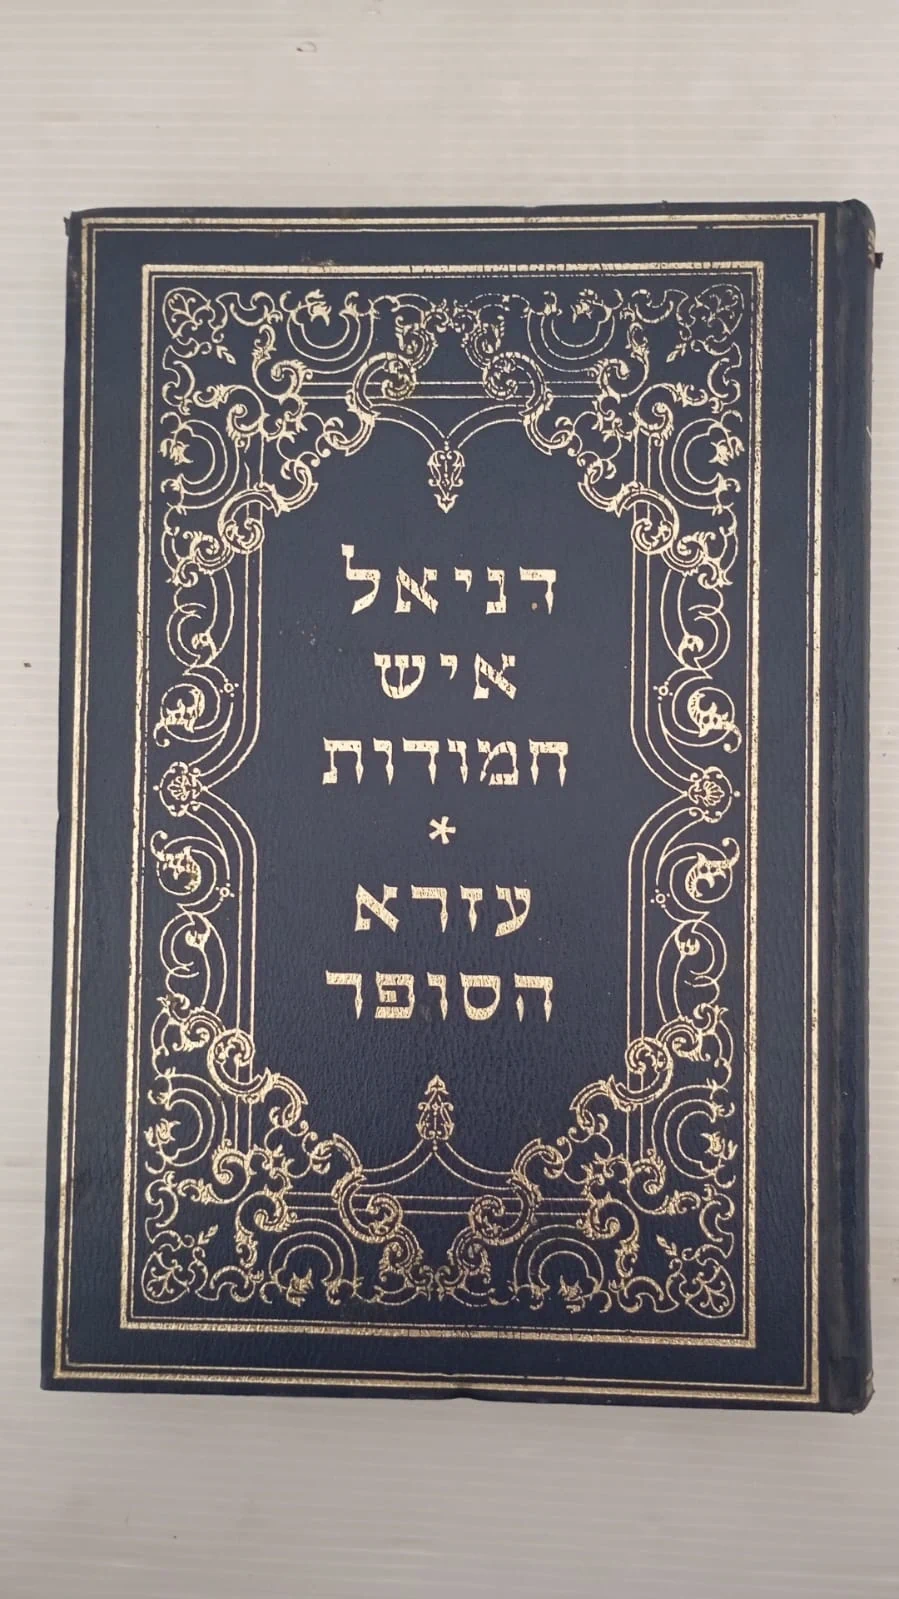 דניאל
איש
חמודות
*
עזרא
הסופר